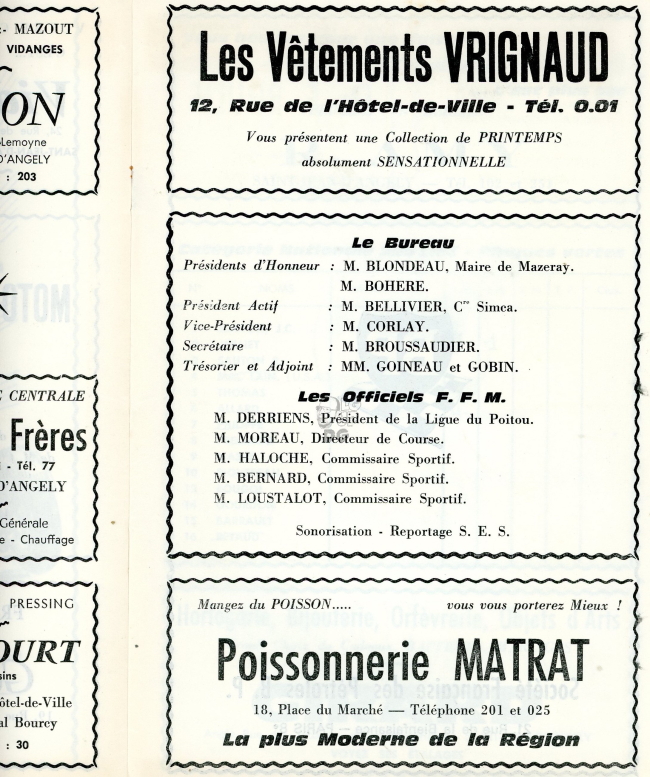 - MAZOUT
VIDANGES
ON
Lemoyne
D'ANGELY
: 203
CENTRALE
Frères
- Tél. 77
D'ANGELY
Générale
e - Chauffage
PRESSING
OURT
sins
ôtel-de-Ville
al Bourcy
: 30
Les Vêtements VRIGNAUD
12, Rue de l'Hôtel-de-Ville - Tél. 0.01
Vous présentent une Collection de PRINTEMPS
absolument SENSATIONNELLE
Le Bureau
Présidents d'Honneur : M. BLONDEAU, Maire de Mazeray.
M. BOHERE.
Président Actif : M. BELLIVIER, Cre Simca.
Vice-Président : M. CORLAY.
Secrétaire : M. BROUSSAUDIER.
Trésorier et Adjoint : MM. GOINEAU et GOBIN.
Les Officiels F. F. M.
M. DERRIENS, Président de la Ligue du Poitou.
M. MOREAU, Directeur de Course.
M. HALOCHE, Commissaire Sportif.
M. BERNARD, Commissaire Sportif.
M. LOUSTALOT, Commissaire Sportif.
Sonorisation - Reportage S. E. S.
Mangez du POISSON..... vous vous porterez Mieux !
Poissonnerie MATRAT
18, Place du Marché — Téléphone 201 et 025
La plus Moderne de la Région